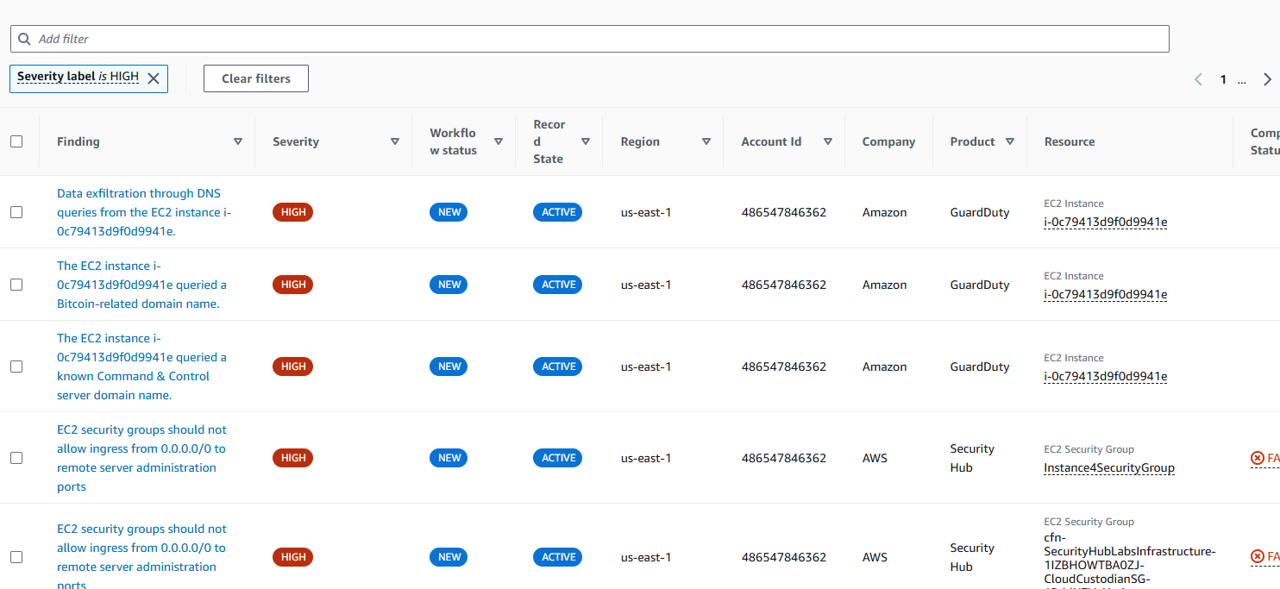 Add filter
Severity label is HIGH
Clear filters
1 ...
Finding
Severity
Workflo
w status
Recor
d
State
Region
Account Id
Company
Product
Resource
Comp
Statu
Data exfiltration through DNS
queries from the EC2 instance i-
0c79413d9f0d9941e.
HIGH
NEW
ACTIVE
us-east-1
486547846362
Amazon
GuardDuty
EC2 Instance
i-0c79413d9f0d9941e
The EC2 instance i-
0c79413d9f0d9941e queried a
Bitcoin-related domain name.
HIGH
NEW
ACTIVE
us-east-1
486547846362
Amazon
GuardDuty
EC2 Instance
i-0c79413d9f0d9941e
The EC2 instance i-
0c79413d9f0d9941e queried a
known Command & Control
server domain name.
HIGH
NEW
ACTIVE
us-east-1
486547846362
Amazon
GuardDuty
EC2 Instance
i-0c79413d9f0d9941e
EC2 security groups should not
allow ingress from 0.0.0.0/0 to
remote server administration
ports
HIGH
NEW
ACTIVE
us-east-1
486547846362
AWS
Security
Hub
EC2 Security Group
Instance4SecurityGroup
FA
EC2 security groups should not
allow ingress from 0.0.0.0/0 to
remote server administration
ports
HIGH
NEW
ACTIVE
us-east-1
486547846362
AWS
Security
Hub
EC2 Security Group
cfn-
SecurityHubLabsInfrastructure-
1IZBHOWTBA0ZJ-
CloudCustodianSG-
FA